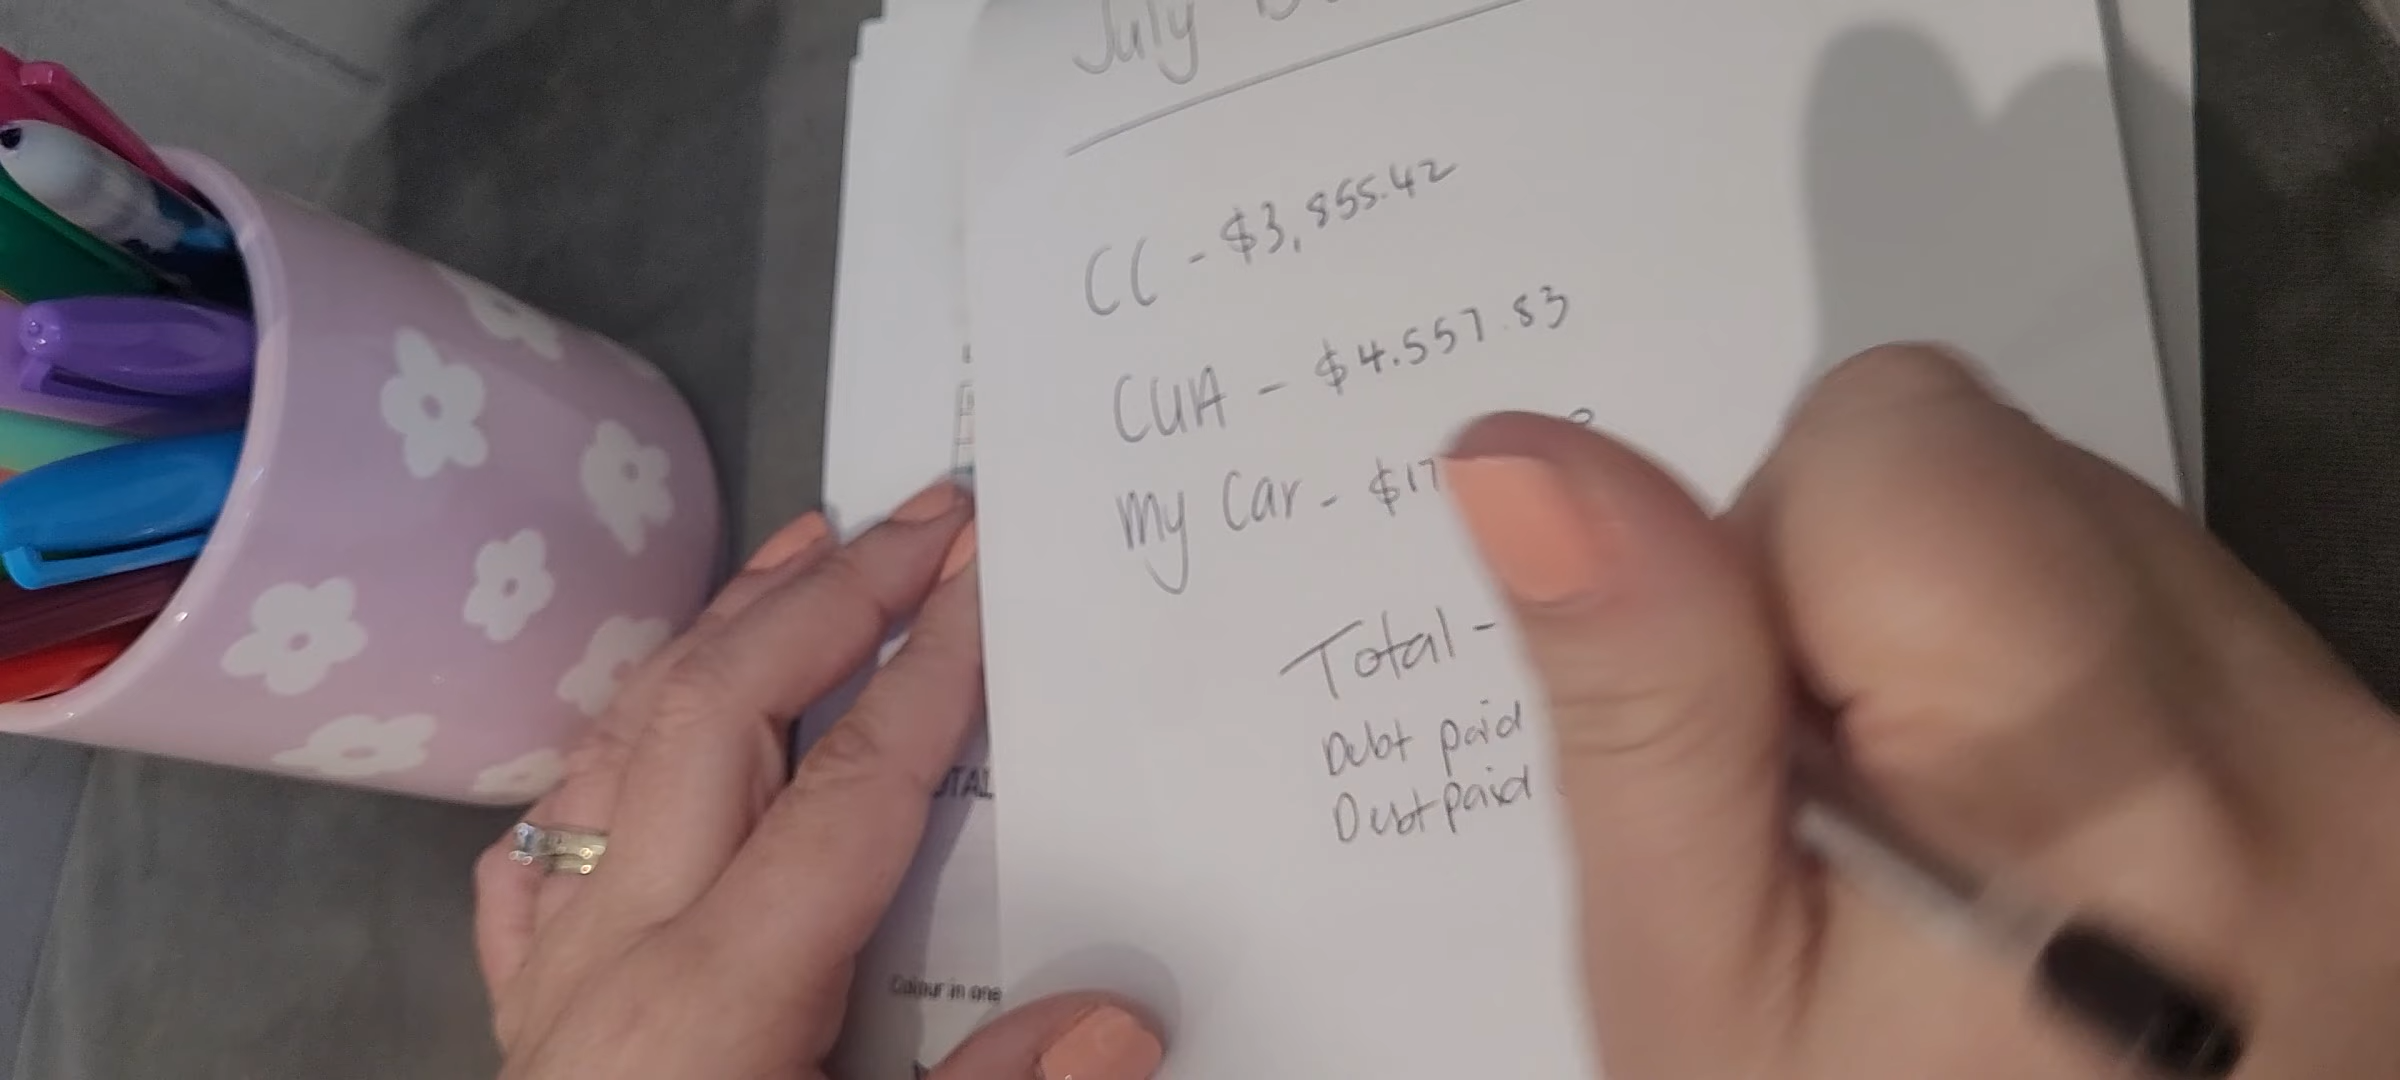 July
CC - $3,855.42
CUA - $4.557.83
My Car - $17
Total -
Debt paid
Debt paid
OTAL
Colour in one